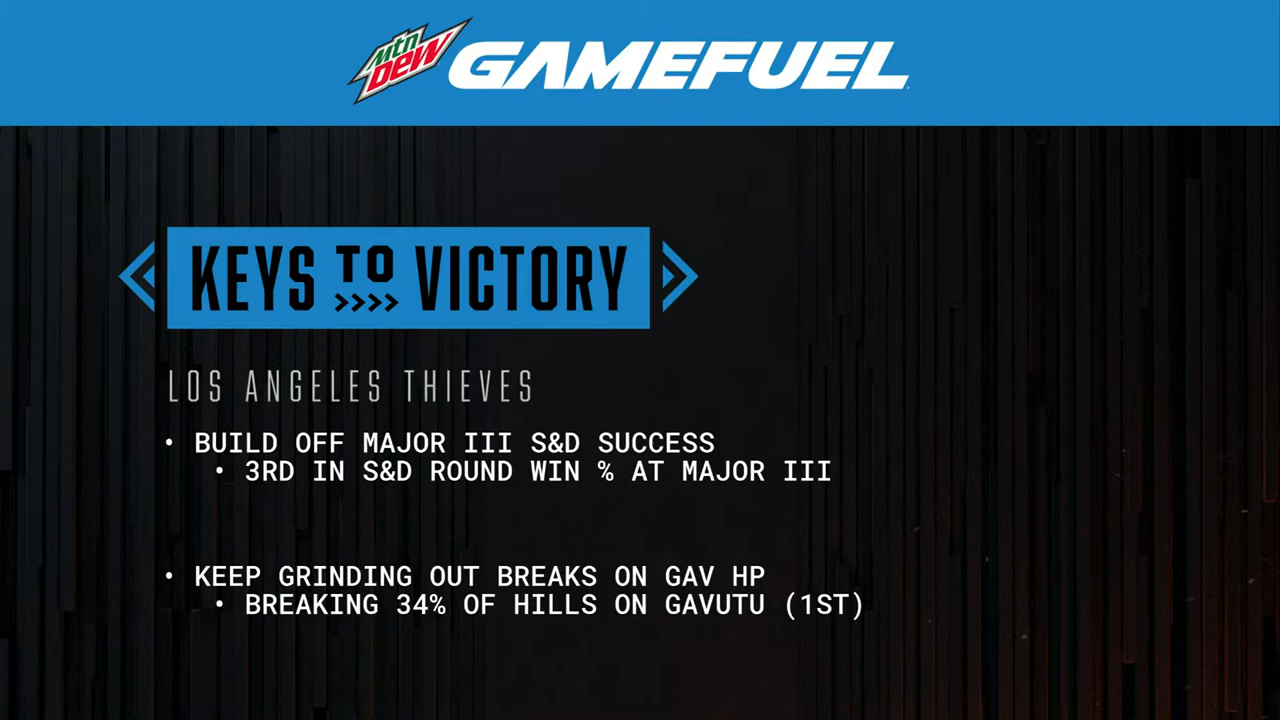 Mtn DEW GAMEFUEL
KEYS TO VICTORY
LOS ANGELES THIEVES
• BUILD OFF MAJOR III S&D SUCCESS
• 3RD IN S&D ROUND WIN % AT MAJOR III
• KEEP GRINDING OUT BREAKS ON GAV HP
• BREAKING 34% OF HILLS ON GAVUTU (1ST)